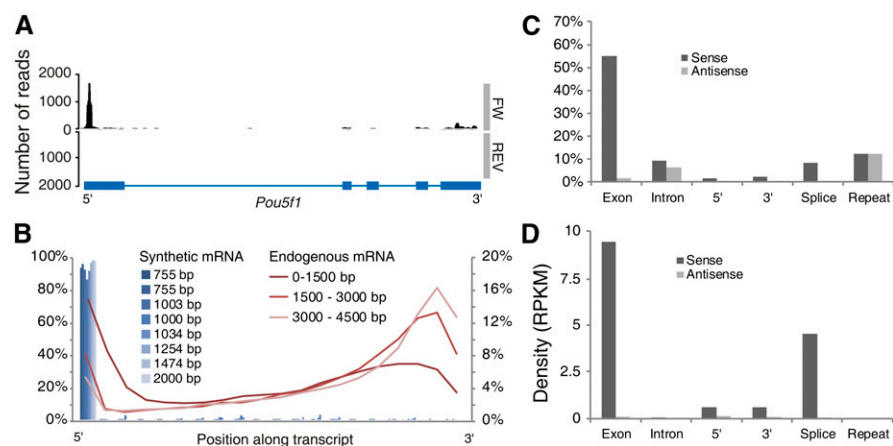 A
Number of reads
2000
1000
0
1000
2000
FW
REV
5'
Pou5f1
3'
B
Synthetic mRNA
755 bp
755 bp
1003 bp
1000 bp
1034 bp
1254 bp
1474 bp
2000 bp
Endogenous mRNA
0-1500 bp
1500 - 3000 bp
3000 - 4500 bp
100%
80%
60%
40%
20%
0%
20%
16%
12%
8%
4%
0%
5'
Position along transcript
3'
C
70%
60%
50%
40%
30%
20%
10%
0%
Sense
Antisense
Exon
Intron
5'
3'
Splice
Repeat
D
Density (RPKM)
10
7.5
5
2.5
0
Sense
Antisense
Exon
Intron
5'
3'
Splice
Repeat